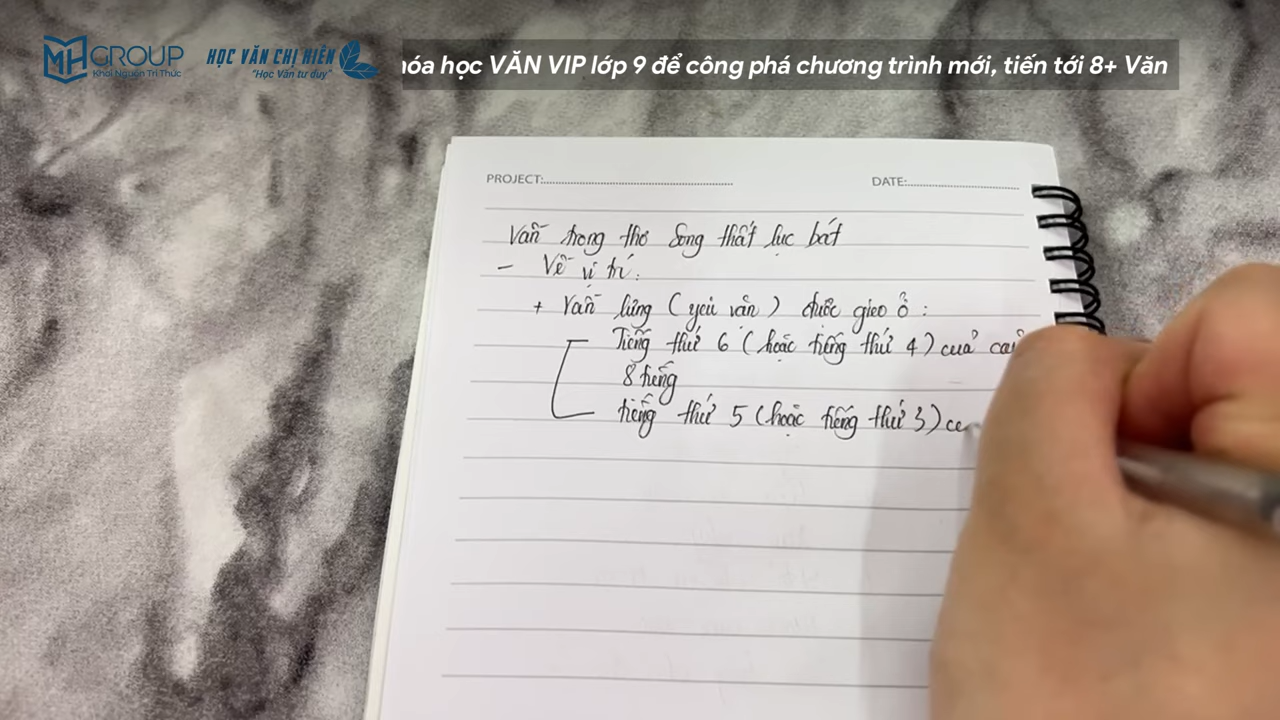 MH GROUP
Khơi Nguồn Tri Thức
HỌC VĂN CHỊ HIÊN
"Học Văn tư duy"
hóa học VĂN VIP lớp 9 để công phá chương trình mới, tiến tới 8+ Văn
PROJECT: DATE:
Vần trong thơ song thất lục bát
- Về vị trí:
+ Vần lưng (yêu vần) được gieo ở:
Tiếng thứ 6 (hoặc tiếng thứ 4) của
8 tiếng
tiếng thứ 5 (hoặc tiếng thứ 3)